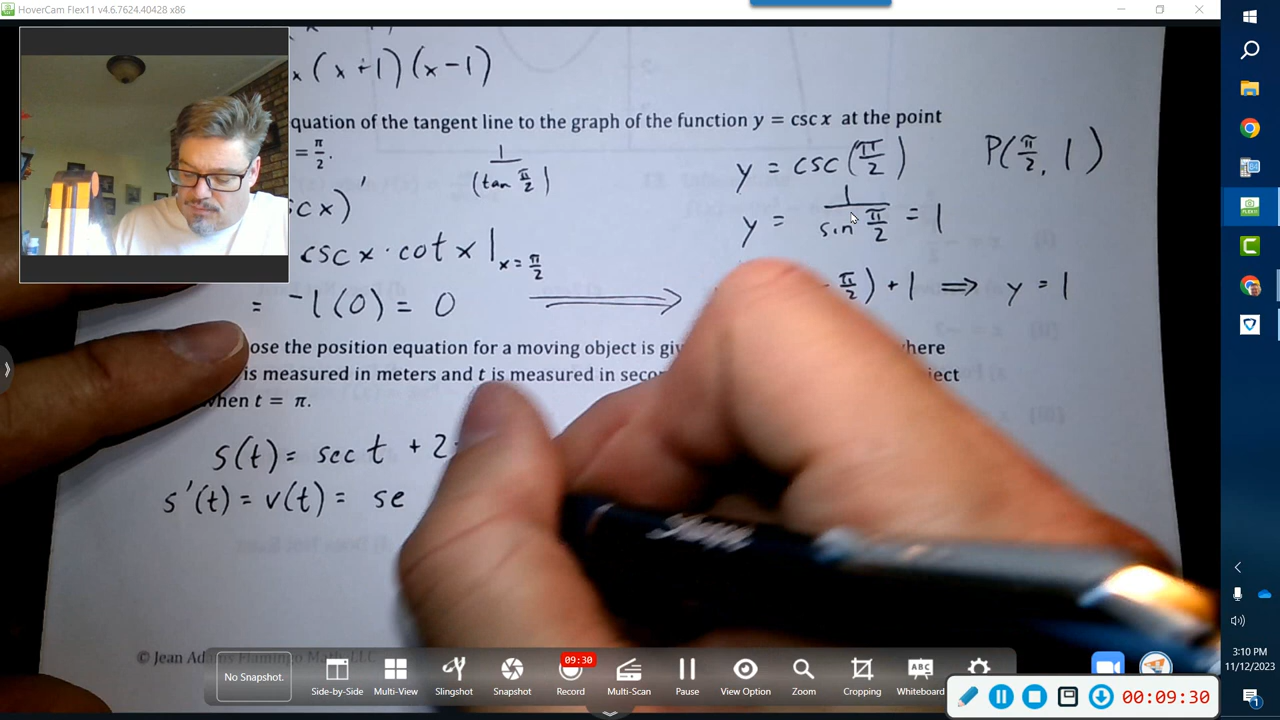 HoverCam Flex11 v4.6.7624.40428 x86
x (x+1)(x-1)
quation of the tangent line to the graph of the function y = csc x at the point
= π/2.
1/(tan π/2)
y = csc(π/2)
P(π/2, 1)
cx)'
y = 1/(sin π/2) = 1
csc x · cot x |x=π/2
= -1(0) = 0
π/2) + 1 ⟹ y = 1
ose the position equation for a moving object is
where
is measured in meters and t is measured in
when t = π.
s(t) = sec t + 2
s'(t) = v(t) = se
© Jean Adams Flamingo Math, LLC
No Snapshot.
Side-by-Side
Multi-View
Slingshot
Snapshot
09:30
Record
Multi-Scan
Pause
View Option
Zoom
Cropping
ABC
Whiteboard
00:09:30
3:10 PM
11/12/2023